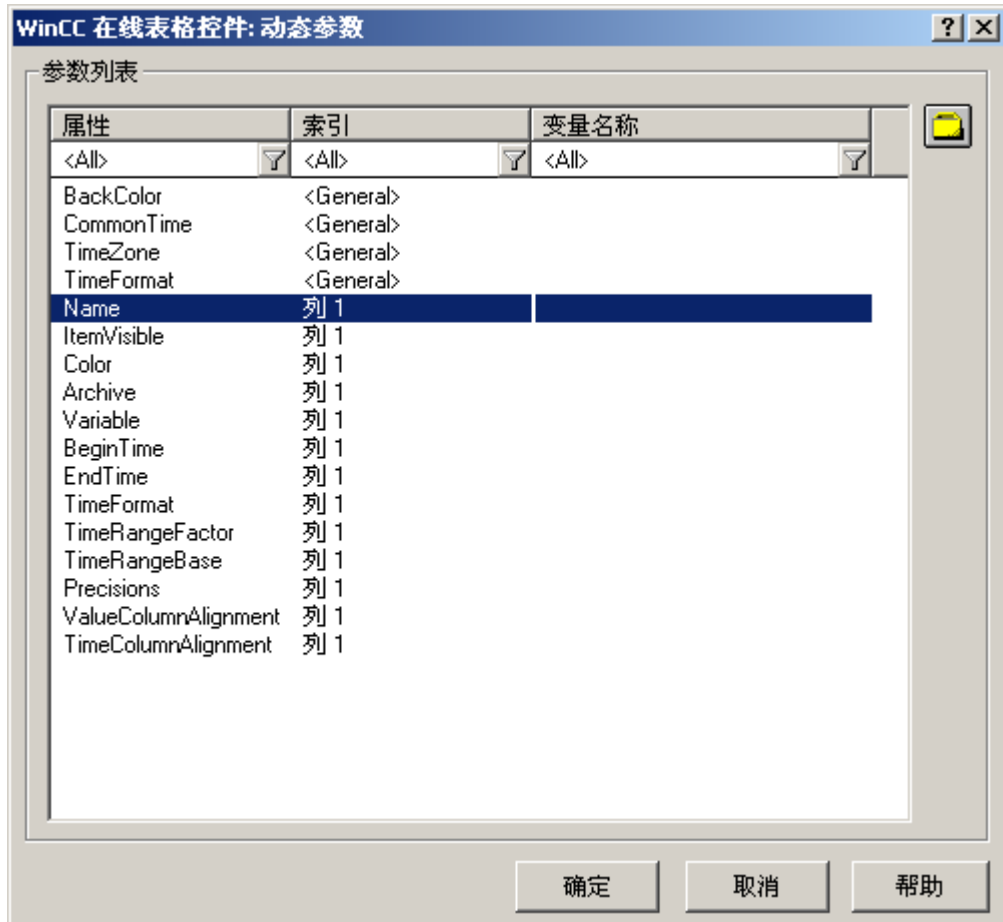 WinCC 在线表格控件: 动态参数
参数列表
属性 索引 变量名称
<All> <All> <All>
BackColor <General>
CommonTime <General>
TimeZone <General>
TimeFormat <General>
Name 列 1
ItemVisible 列 1
Color 列 1
Archive 列 1
Variable 列 1
BeginTime 列 1
EndTime 列 1
TimeFormat 列 1
TimeRangeFactor 列 1
TimeRangeBase 列 1
Precisions 列 1
ValueColumnAlignment 列 1
TimeColumnAlignment 列 1
确定 取消 帮助